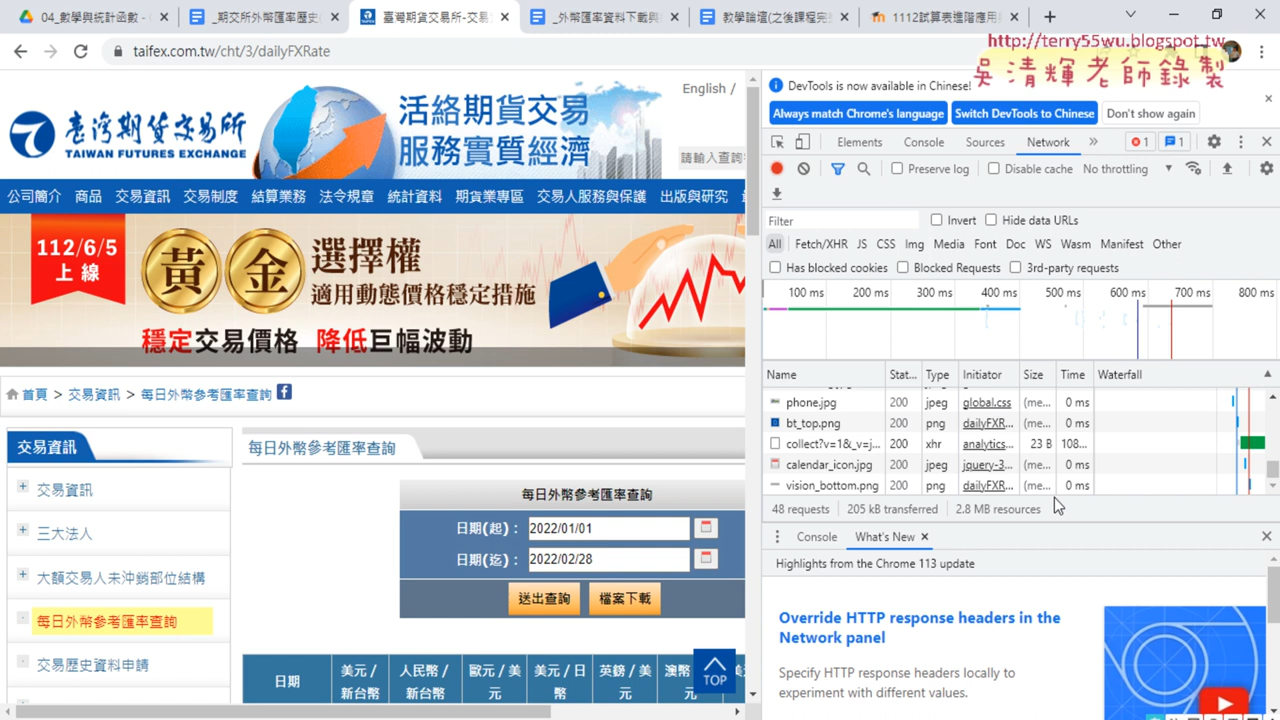 04_數學與統計函數 - G
_期交所外幣匯率歷史
臺灣期貨交易所-交易
_外幣匯率資料下載與
教學論壇(之後課程完
1112試算表進階應用
taifex.com.tw/cht/3/dailyFXRate
http://terry55wu.blogspot.tw
吳清輝老師錄製
臺灣期貨交易所
TAIWAN FUTURES EXCHANGE
活絡期貨交易
服務實質經濟
English /
請輸入查詢
公司簡介 商品 交易資訊 交易制度 結算業務 法令規章 統計資料 期貨業專區 交易人服務與保護 出版與研究
112/6/5
上線
黃金
選擇權
適用動態價格穩定措施
穩定交易價格 降低巨幅波動
首頁 > 交易資訊 > 每日外幣參考匯率查詢
交易資訊
交易資訊
三大法人
大額交易人未沖銷部位結構
每日外幣參考匯率查詢
交易歷史資料申請
每日外幣參考匯率查詢
每日外幣參考匯率查詢
日期(起)： 2022/01/01
日期(迄)： 2022/02/28
送出查詢 檔案下載
日期
美元 / 新台幣
人民幣 / 新台幣
歐元 / 美元
美元 / 日幣
英鎊 / 美元
澳幣
TOP
DevTools is now available in Chinese!
Always match Chrome's language
Switch DevTools to Chinese
Don't show again
Elements Console Sources Network » 1 1
Preserve log Disable cache No throttling
Filter
Invert Hide data URLs
All Fetch/XHR JS CSS Img Media Font Doc WS Wasm Manifest Other
Has blocked cookies Blocked Requests 3rd-party requests
100 ms 200 ms 300 ms 400 ms 500 ms 600 ms 700 ms 800 ms
Name Stat... Type Initiator Size Time Waterfall
phone.jpg 200 jpeg global.css (me... 0 ms
bt_top.png 200 png dailyFXR... (me... 0 ms
collect?v=1&_v=j... 200 xhr analytics... 23 B 108...
calendar_icon.jpg 200 jpeg jquery-3... (me... 0 ms
vision_bottom.png 200 png dailyFXR... (me... 0 ms
48 requests 205 kB transferred 2.8 MB resources
Console What's New
Highlights from the Chrome 113 update
Override HTTP response headers in the
Network panel
Specify HTTP response headers locally to
experiment with different values.